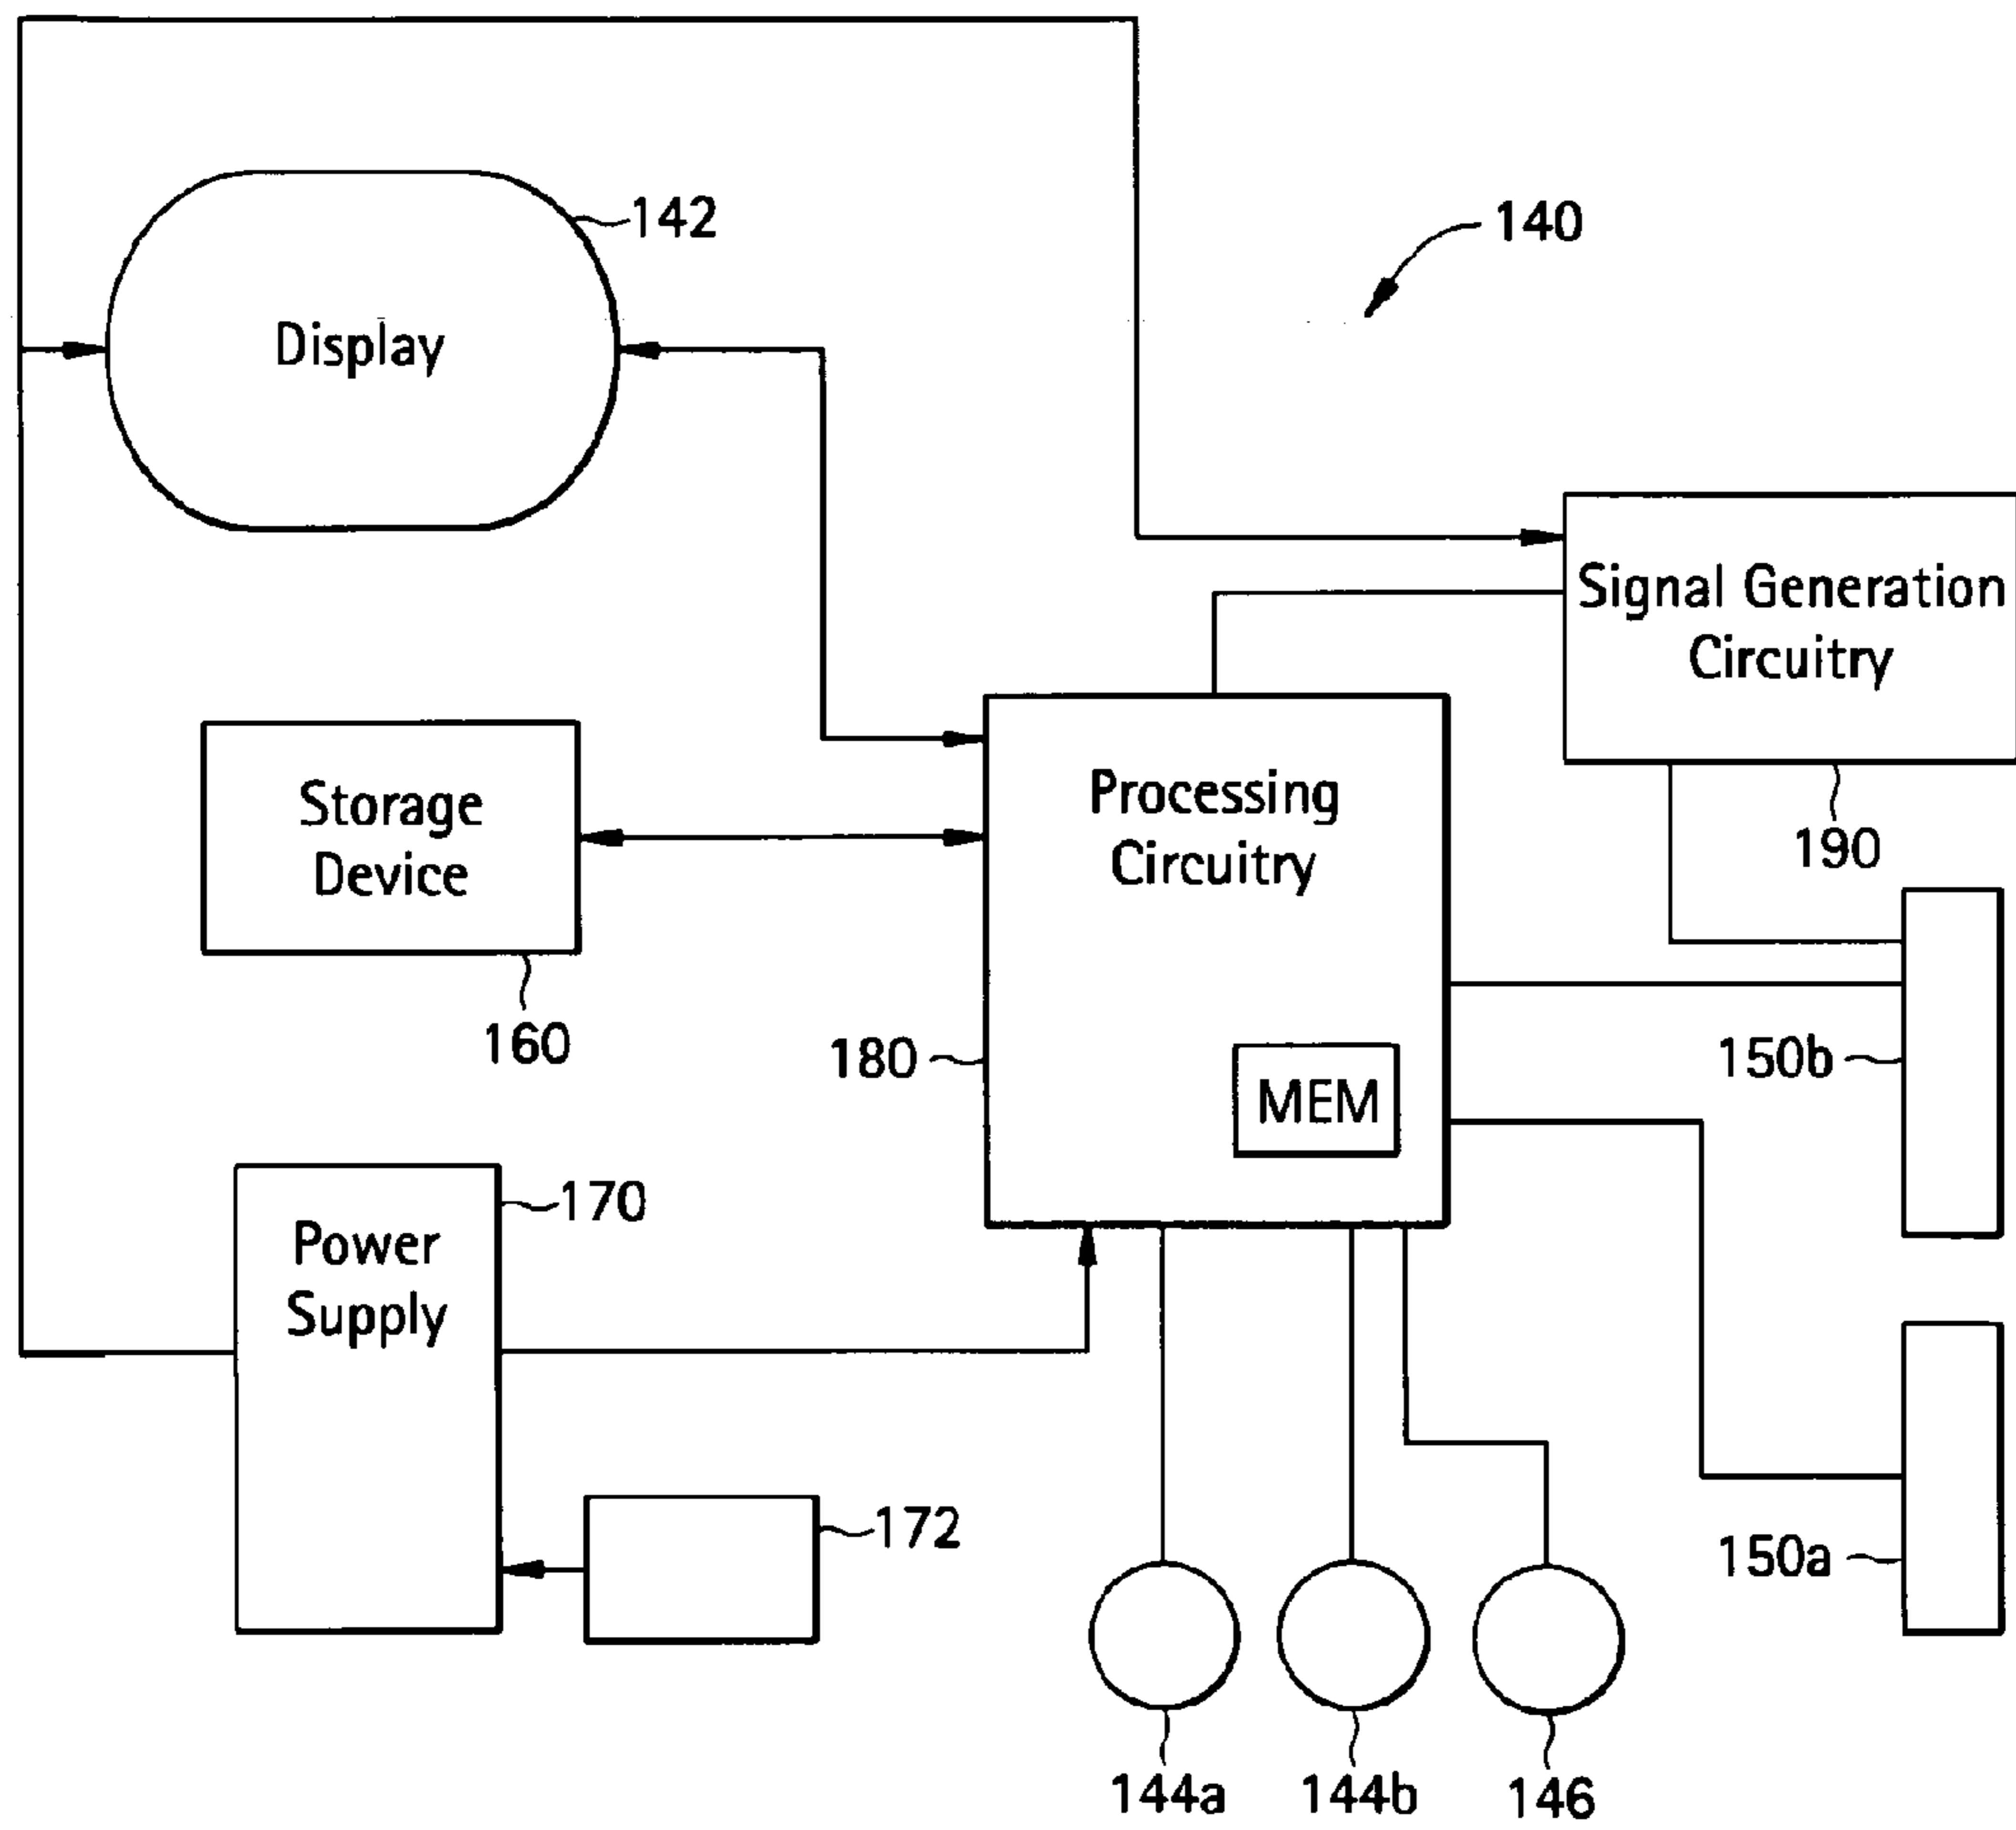 142
140
Display
Signal Generation
Circuitry
Storage
Device
Processing
Circuitry
190
160
180
MEM
150b
170
Power
Supply
172
150a
144a
144b
146